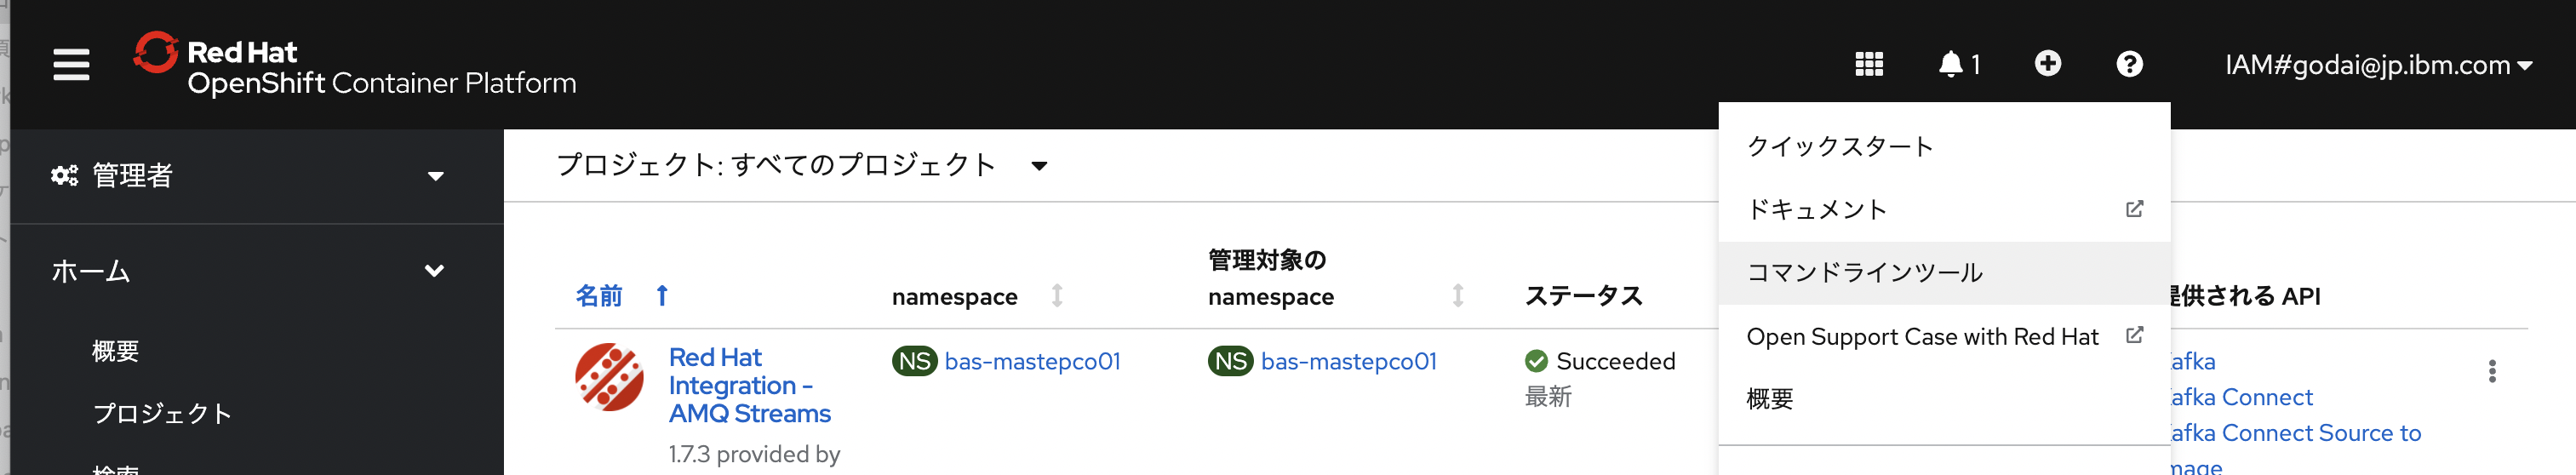 Red Hat
OpenShift Container Platform
1
IAM#godai@jp.ibm.com
管理者
ホーム
概要
プロジェクト
検索
プロジェクト: すべてのプロジェクト
名前
namespace
管理対象の
namespace
ステータス
提供される API
Red Hat
Integration -
AMQ Streams
1.7.3 provided by
NS bas-mastepco01
NS bas-mastepco01
Succeeded
最新
クイックスタート
ドキュメント
コマンドラインツール
Open Support Case with Red Hat
概要
afka
afka Connect
afka Connect Source to
mage